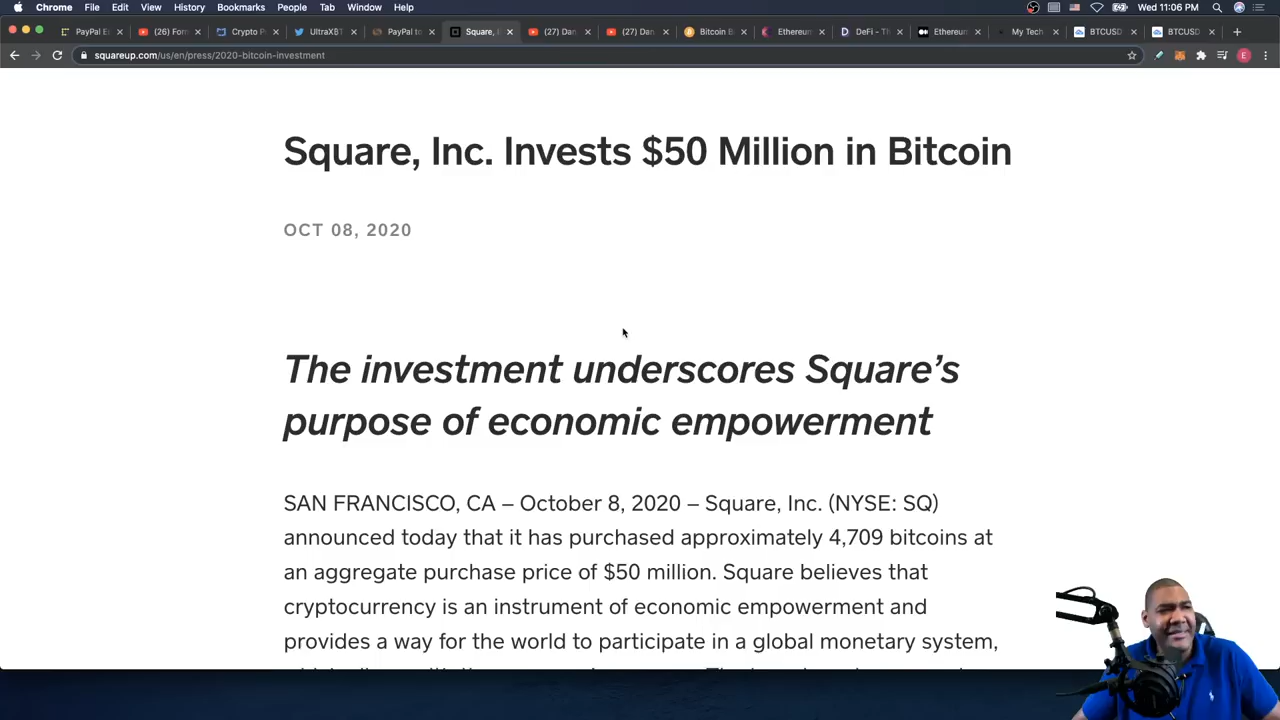 Chrome File Edit View History Bookmarks People Tab Window Help Wed 11:06 PM
PayPal E (26) Forr Crypto P UltraXBT PayPal to Square, I (27) Dan (27) Dan Bitcoin B Ethereun DeFi - Th Ethereun My Tech BTCUSD BTCUSD
squareup.com/us/en/press/2020-bitcoin-investment E
Square, Inc. Invests $50 Million in Bitcoin
OCT 08, 2020
The investment underscores Square’s
purpose of economic empowerment
SAN FRANCISCO, CA – October 8, 2020 – Square, Inc. (NYSE: SQ)
announced today that it has purchased approximately 4,709 bitcoins at
an aggregate purchase price of $50 million. Square believes that
cryptocurrency is an instrument of economic empowerment and
provides a way for the world to participate in a global monetary system,